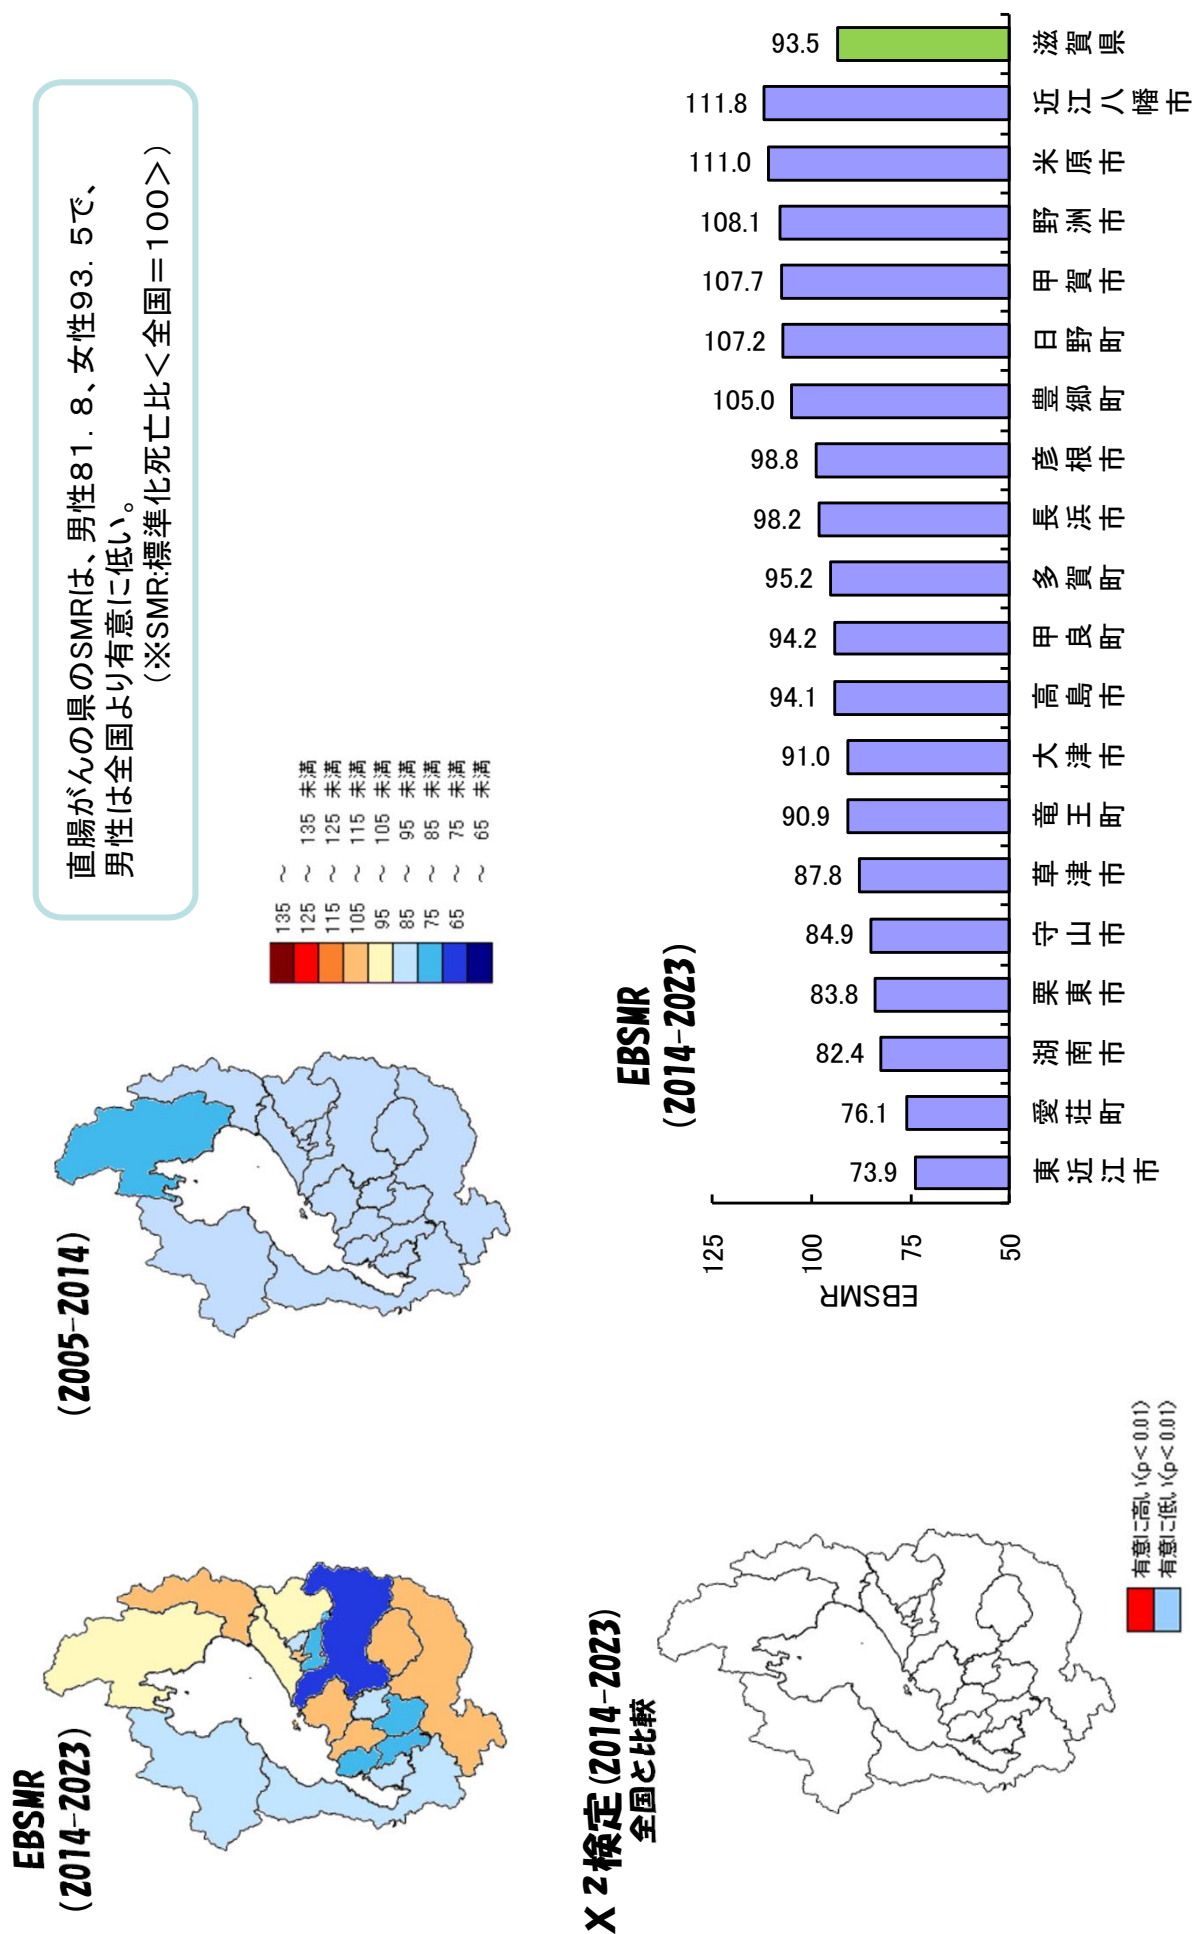 直腸がんの県のSMRは、男性81．8、女性93．5で、
男性は全国より有意に低い。
（※SMR:標準化死亡比＜全国＝100＞）
EBSMR
(2014-2023)
(2005-2014)
135 ～
125 ～ 135 未満
115 ～ 125 未満
105 ～ 115 未満
95 ～ 105 未満
85 ～ 95 未満
75 ～ 85 未満
65 ～ 75 未満
～ 65 未満
X²検定(2014-2023)
全国と比較
有意に高い(p＜0.01)
有意に低い(p＜0.01)
EBSMR
(2014-2023)
EBSMR
125
100
75
50
73.9
76.1
82.4
83.8
84.9
87.8
90.9
91.0
94.1
94.2
95.2
98.2
98.8
105.0
107.2
107.7
108.1
111.0
111.8
93.5
東近江市
愛荘町
湖南市
栗東市
守山市
草津市
竜王町
大津市
高島市
甲良町
多賀町
長浜市
彦根市
豊郷町
日野町
甲賀市
野洲市
米原市
近江八幡市
滋賀県